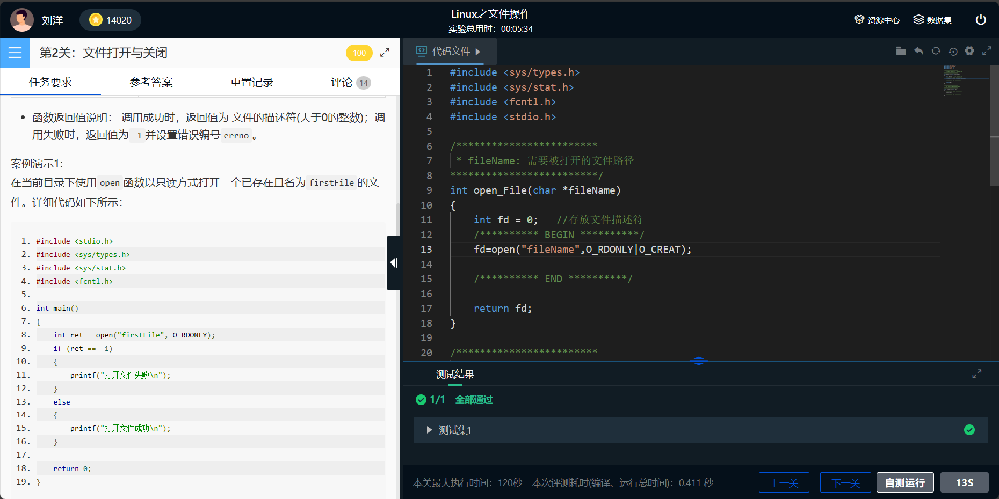 刘洋
14020
Linux之文件操作
实验总用时：00:05:34
资源中心
数据集
第2关：文件打开与关闭
100
任务要求
参考答案
重置记录
评论 14
函数返回值说明： 调用成功时，返回值为 文件的描述符(大于0的整数)；调
用失败时，返回值为 -1 并设置错误编号 errno 。
案例演示1：
在当前目录下使用 open 函数以只读方式打开一个已存在且名为 firstFile 的文
件。详细代码如下所示：
1. #include <stdio.h>
2. #include <sys/types.h>
3. #include <sys/stat.h>
4. #include <fcntl.h>
5.
6. int main()
7. {
8.     int ret = open("firstFile", O_RDONLY);
9.     if (ret == -1)
10.     {
11.         printf("打开文件失败\n");
12.     }
13.     else
14.     {
15.         printf("打开文件成功\n");
16.     }
17.
18.     return 0;
19. }
代码文件
1 #include <sys/types.h>
2 #include <sys/stat.h>
3 #include <fcntl.h>
4 #include <stdio.h>
5
6 /************************
7  * fileName: 需要被打开的文件路径
8 *************************/
9 int open_File(char *fileName)
10 {
11     int fd = 0;   //存放文件描述符
12     /********** BEGIN **********/
13     fd=open("fileName",O_RDONLY|O_CREAT);
14
15     /********** END **********/
16
17     return fd;
18 }
19
20 /************************
测试结果
1/1 全部通过
测试集1
本关最大执行时间：120秒 本次评测耗时(编译、运行总时间)：0.411 秒
上一关
下一关
自测运行
13S